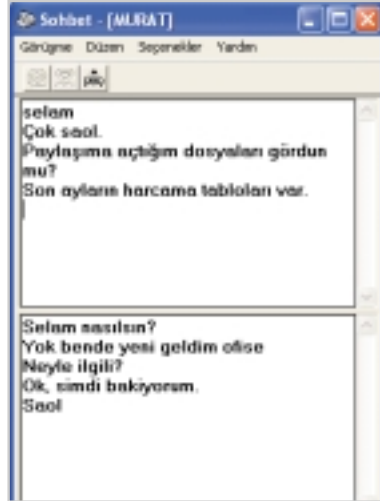 Sohbet - [MURAT]
Görüşme Düzen Seçenekler Yardım
selam
Çok saol.
Paylaşıma açtığım dosyaları gördun
mu?
Son ayların harcama tabloları var.
Selam nasılsın?
Yok bende yeni geldim ofise
Neyle ilgili?
Ok, simdi bakiyorum.
Saol